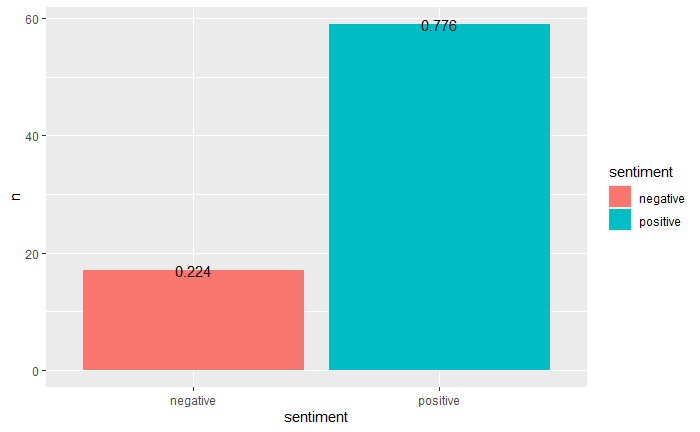 60
40
20
0
n
0.776
0.224
negative
positive
sentiment
sentiment
negative
positive